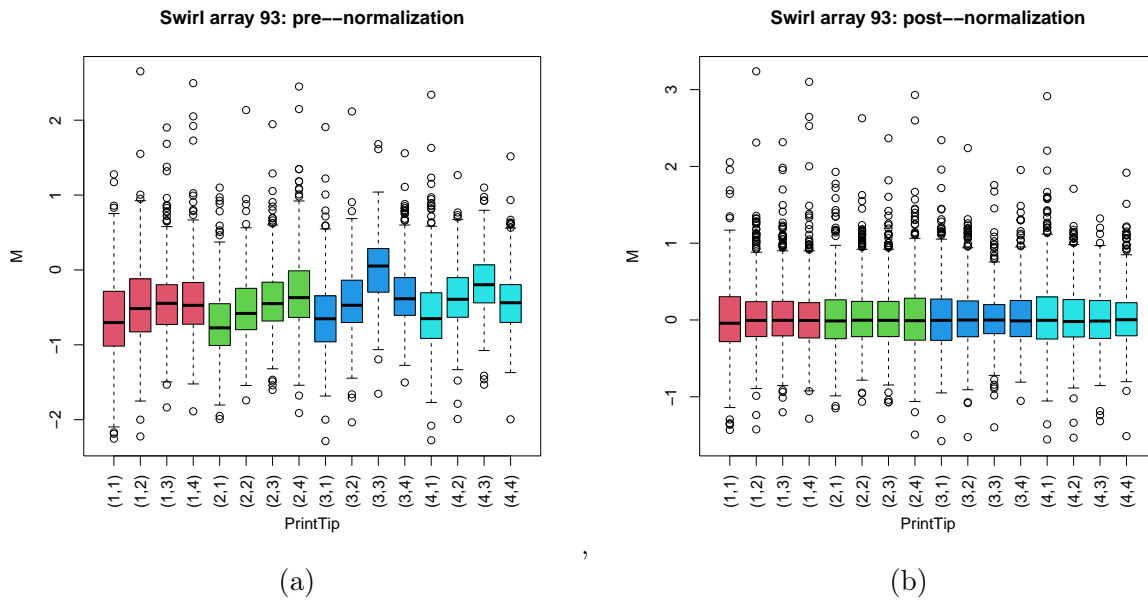 Swirl array 93: pre−−normalization
M
2
1
0
−1
−2
(1,1) (1,2) (1,3) (1,4) (2,1) (2,2) (2,3) (2,4) (3,1) (3,2) (3,3) (3,4) (4,1) (4,2) (4,3) (4,4)
PrintTip
(a)
,
Swirl array 93: post−−normalization
M
3
2
1
0
−1
(1,1) (1,2) (1,3) (1,4) (2,1) (2,2) (2,3) (2,4) (3,1) (3,2) (3,3) (3,4) (4,1) (4,2) (4,3) (4,4)
PrintTip
(b)